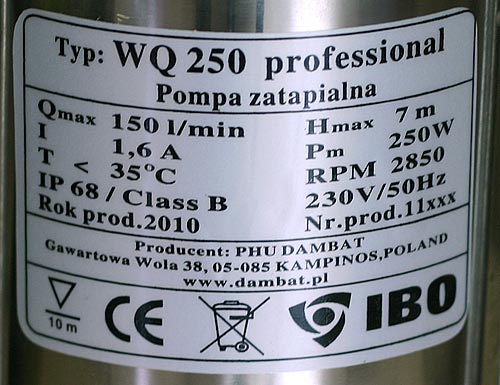 Typ: WQ 250 professional
Pompa zatapialna
Qmax 150 l/min Hmax 7 m
I 1,6 A Pm 250W
T < 35°C RPM 2850
IP 68 / Class B 230V/50Hz
Rok prod.2010 Nr.prod.11xxx
Producent: PHU DAMBAT
Gawartowa Wola 38, 05-085 KAMPINOS,POLAND
www.dambat.pl
10 m CE IBO